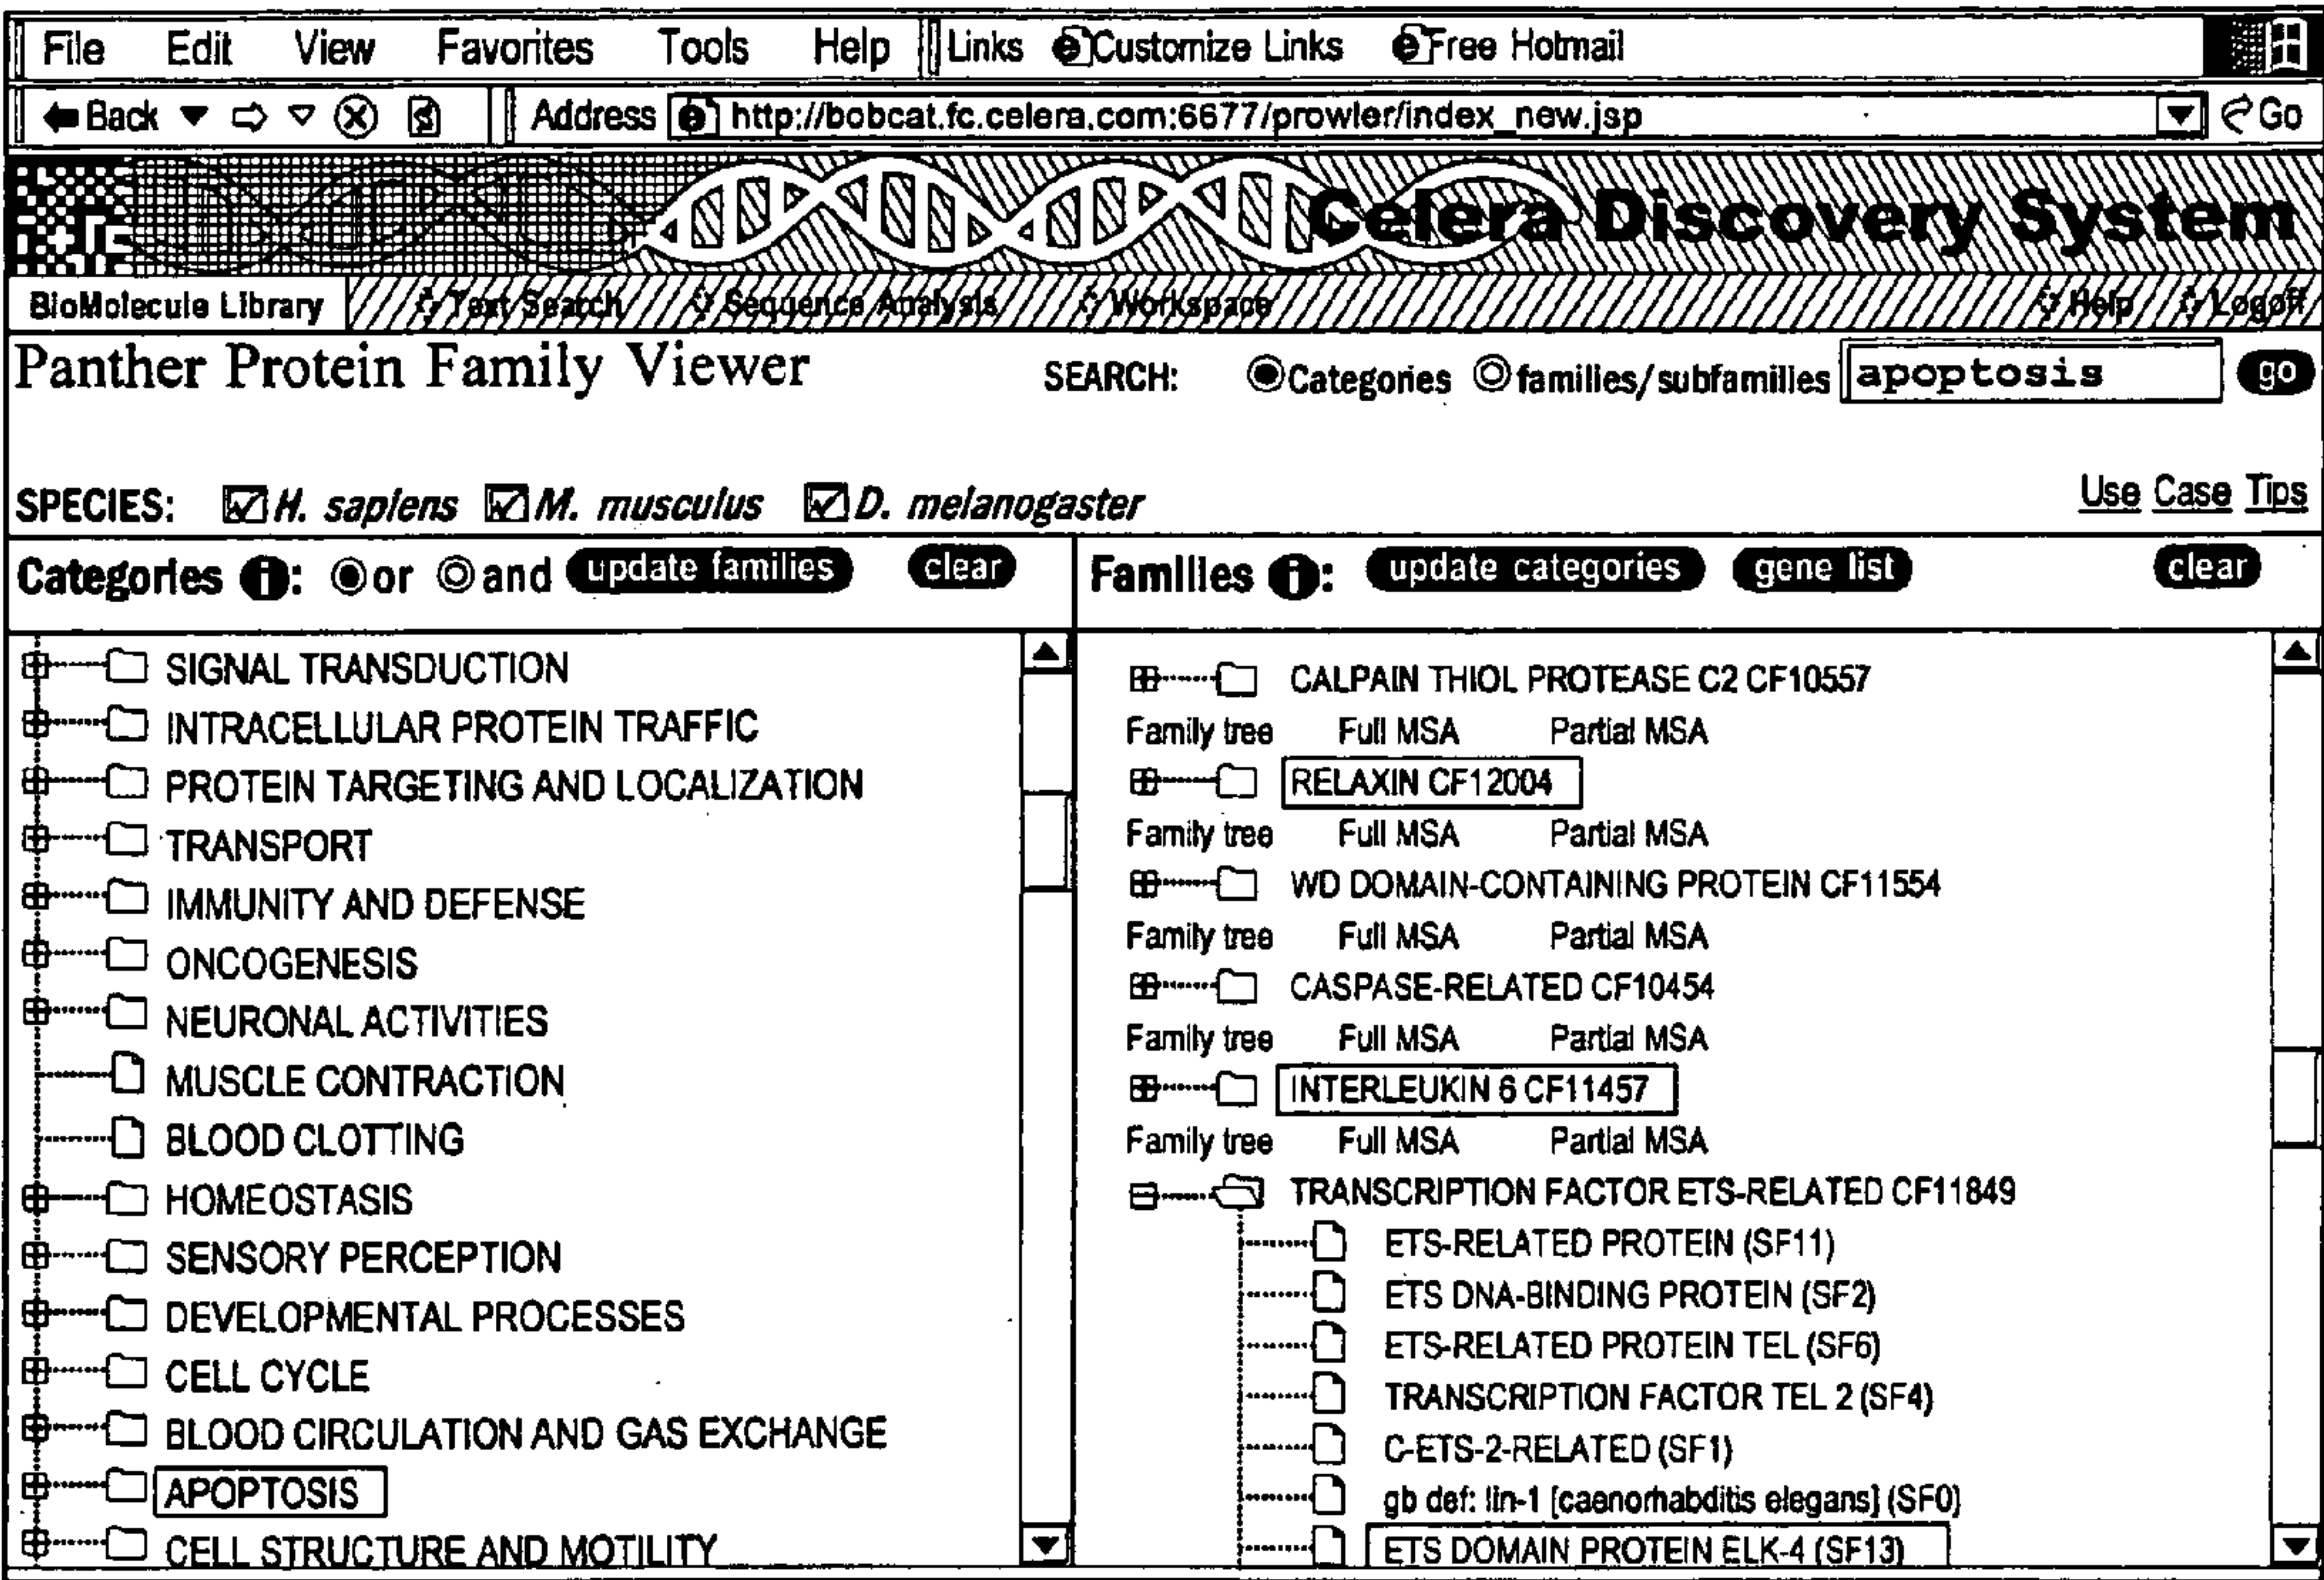 File Edit View Favorites Tools Help Links Customize Links Free Hotmail
Back Address http://bobcat.fc.celera.com:6677/prowler/index_new.jsp Go
Celera Discovery System
BioMolecule Library Text Search Sequence Analysis Workspace Help Logoff
Panther Protein Family Viewer SEARCH: Categories families/subfamilies apoptosis go
SPECIES: H. sapiens M. musculus D. melanogaster Use Case Tips
Categories i: or and update families clear
SIGNAL TRANSDUCTION
INTRACELLULAR PROTEIN TRAFFIC
PROTEIN TARGETING AND LOCALIZATION
TRANSPORT
IMMUNITY AND DEFENSE
ONCOGENESIS
NEURONAL ACTIVITIES
MUSCLE CONTRACTION
BLOOD CLOTTING
HOMEOSTASIS
SENSORY PERCEPTION
DEVELOPMENTAL PROCESSES
CELL CYCLE
BLOOD CIRCULATION AND GAS EXCHANGE
APOPTOSIS
CELL STRUCTURE AND MOTILITY
Families i: update categories gene list clear
CALPAIN THIOL PROTEASE C2 CF10557
Family tree Full MSA Partial MSA
RELAXIN CF12004
Family tree Full MSA Partial MSA
WD DOMAIN-CONTAINING PROTEIN CF11554
Family tree Full MSA Partial MSA
CASPASE-RELATED CF10454
Family tree Full MSA Partial MSA
INTERLEUKIN 6 CF11457
Family tree Full MSA Partial MSA
TRANSCRIPTION FACTOR ETS-RELATED CF11849
ETS-RELATED PROTEIN (SF11)
ETS DNA-BINDING PROTEIN (SF2)
ETS-RELATED PROTEIN TEL (SF6)
TRANSCRIPTION FACTOR TEL 2 (SF4)
C-ETS-2-RELATED (SF1)
gb def: lin-1 [caenorhabditis elegans] (SF0)
ETS DOMAIN PROTEIN ELK-4 (SF13)